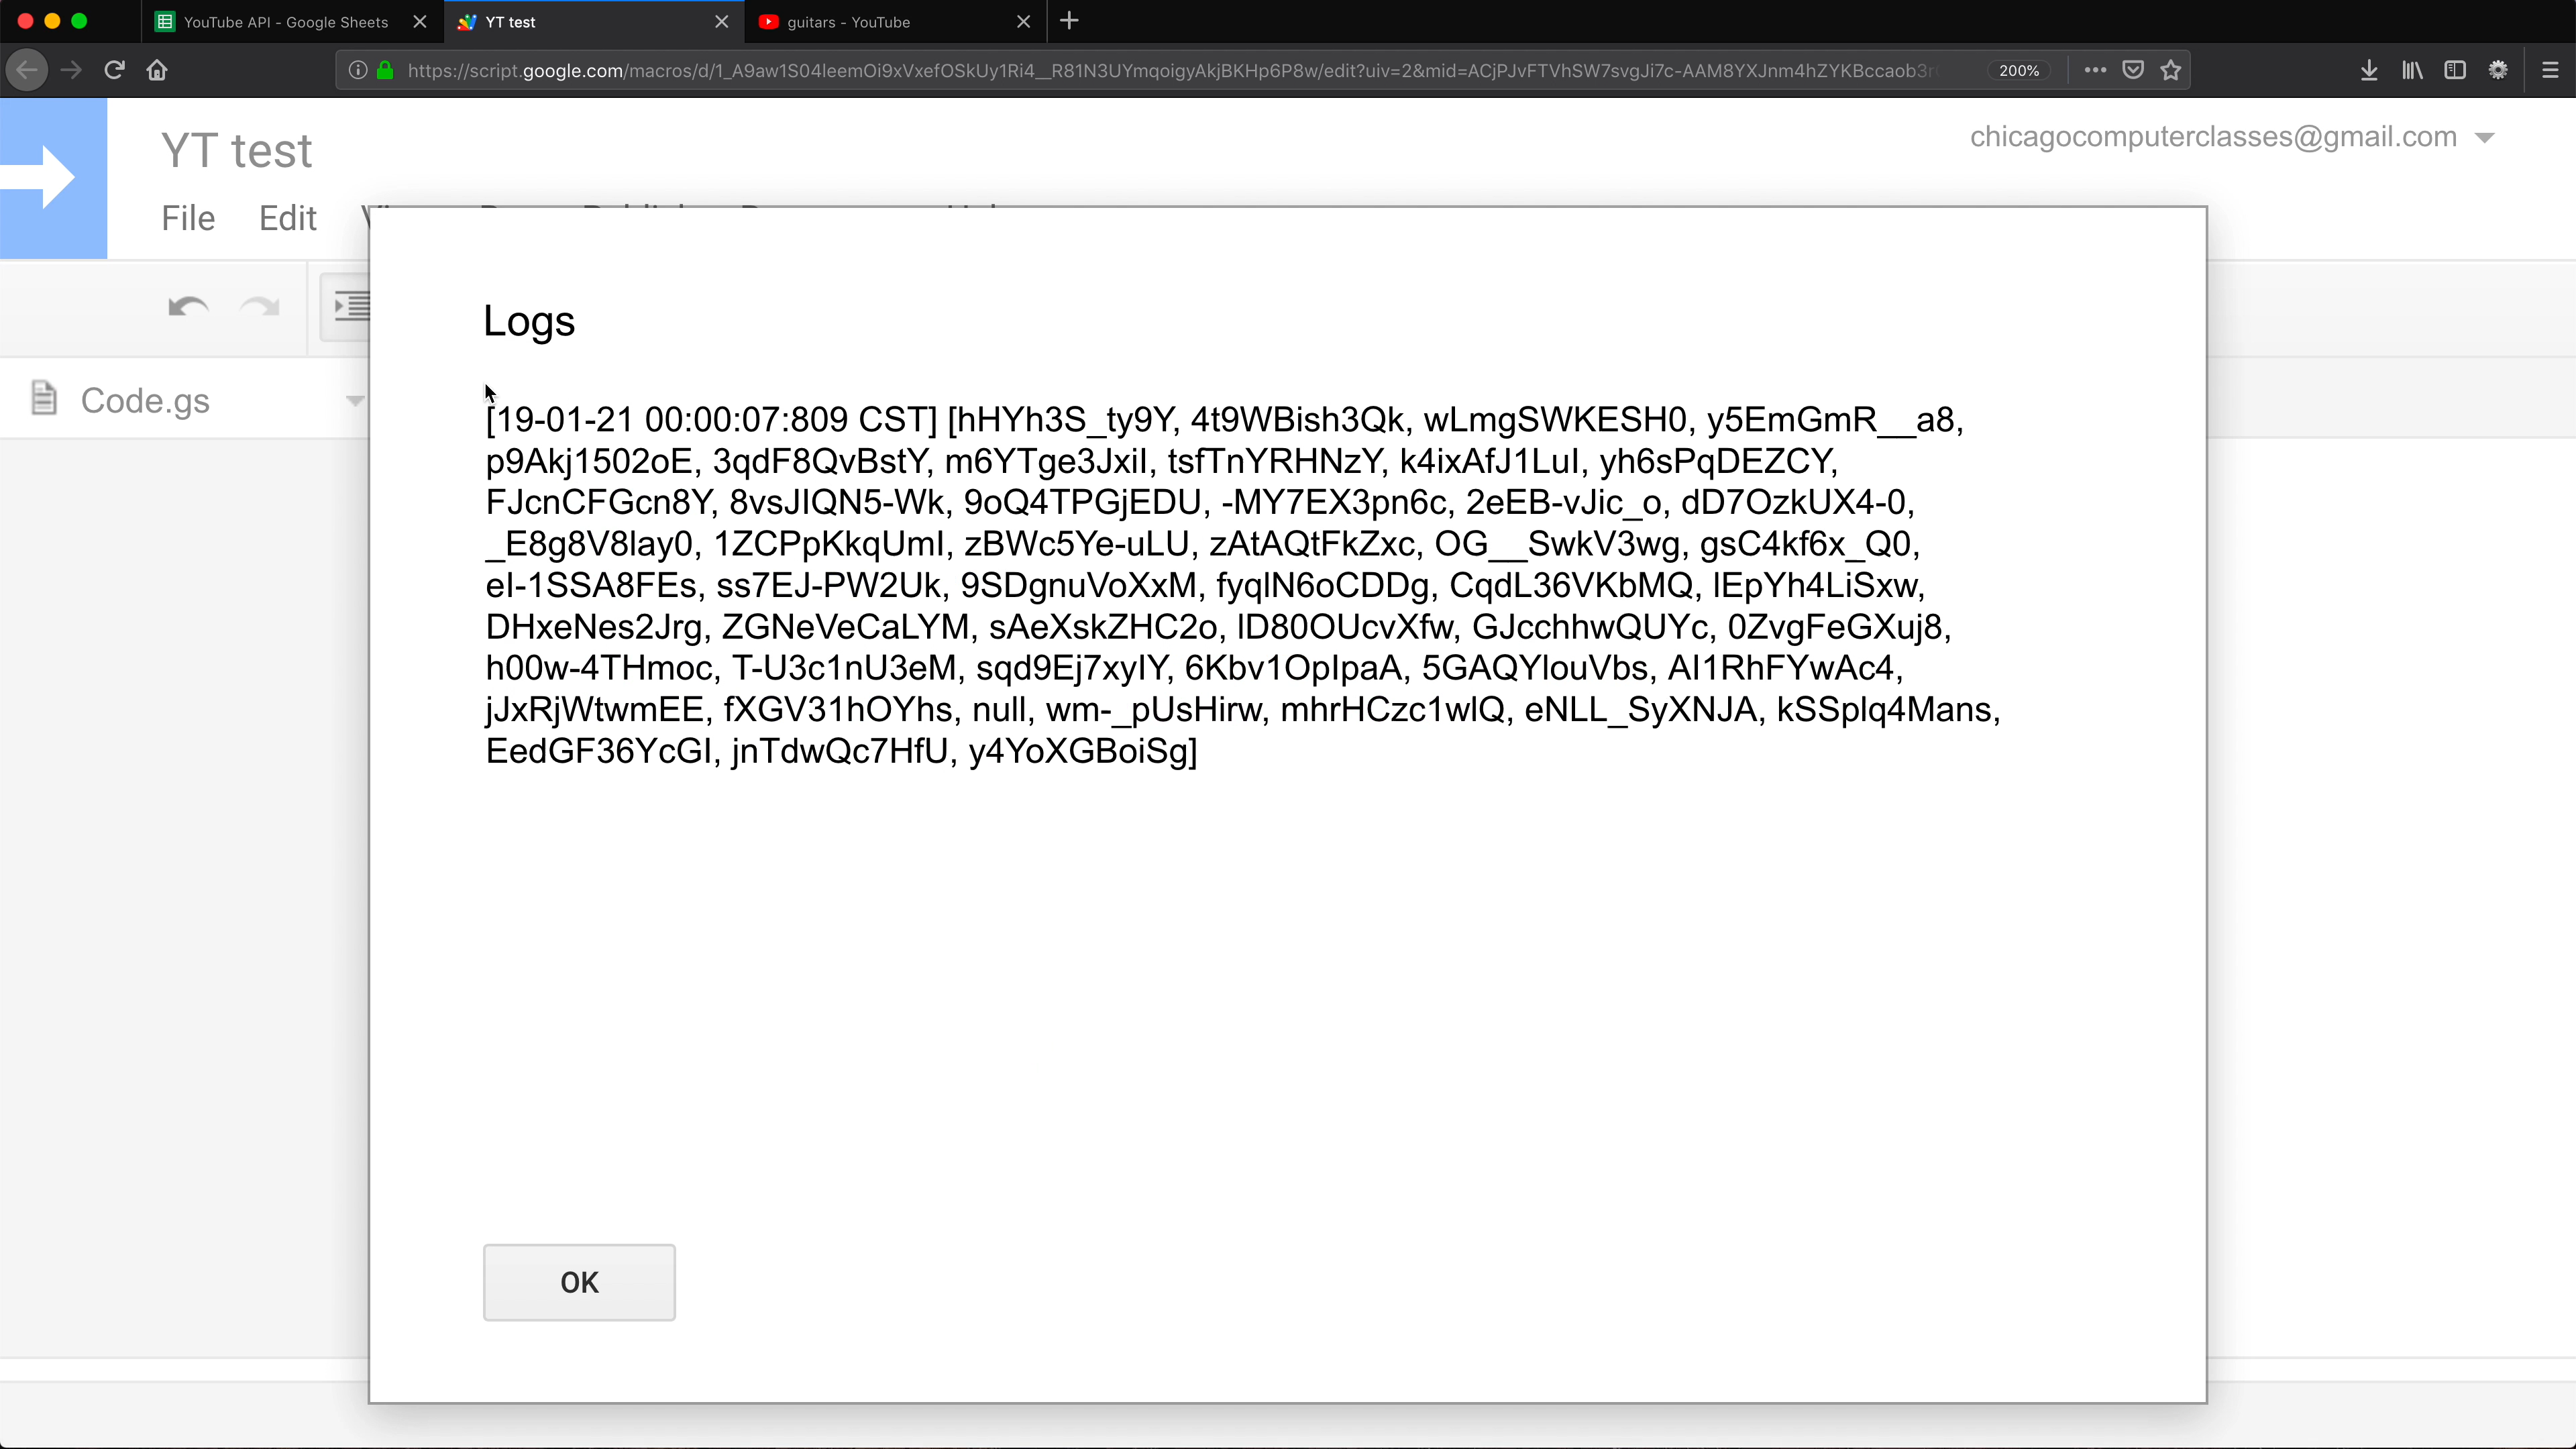 YouTube API - Google Sheets
YT test
guitars - YouTube
https://script.google.com/macros/d/1_A9aw1S04leemOi9xVxefOSkUy1Ri4__R81N3UYmqoigyAkjBKHp6P8w/edit?uiv=2&mid=ACjPJvFTVhSW7svgJi7c-AAM8YXJnm4hZYKBccaob3r
200%
YT test
chicagocomputerclasses@gmail.com
File Edit
Logs
Code.gs
[19-01-21 00:00:07:809 CST] [hHYh3S_ty9Y, 4t9WBish3Qk, wLmgSWKESH0, y5EmGmR__a8,
p9Akj1502oE, 3qdF8QvBstY, m6YTge3JxiI, tsfTnYRHNzY, k4ixAfJ1LuI, yh6sPqDEZCY,
FJcnCFGcn8Y, 8vsJIQN5-Wk, 9oQ4TPGjEDU, -MY7EX3pn6c, 2eEB-vJic_o, dD7OzkUX4-0,
_E8g8V8lay0, 1ZCPpKkqUmI, zBWc5Ye-uLU, zAtAQtFkZxc, OG__SwkV3wg, gsC4kf6x_Q0,
eI-1SSA8FEs, ss7EJ-PW2Uk, 9SDgnuVoXxM, fyqlN6oCDDg, CqdL36VKbMQ, lEpYh4LiSxw,
DHxeNes2Jrg, ZGNeVeCaLYM, sAeXskZHC2o, lD80OUcvXfw, GJcchhwQUYc, 0ZvgFeGXuj8,
h00w-4THmoc, T-U3c1nU3eM, sqd9Ej7xyIY, 6Kbv1OpIpaA, 5GAQYlouVbs, AI1RhFYwAc4,
jJxRjWtwmEE, fXGV31hOYhs, null, wm-_pUsHirw, mhrHCzc1wlQ, eNLL_SyXNJA, kSSplq4Mans,
EedGF36YcGI, jnTdwQc7HfU, y4YoXGBoiSg]
OK